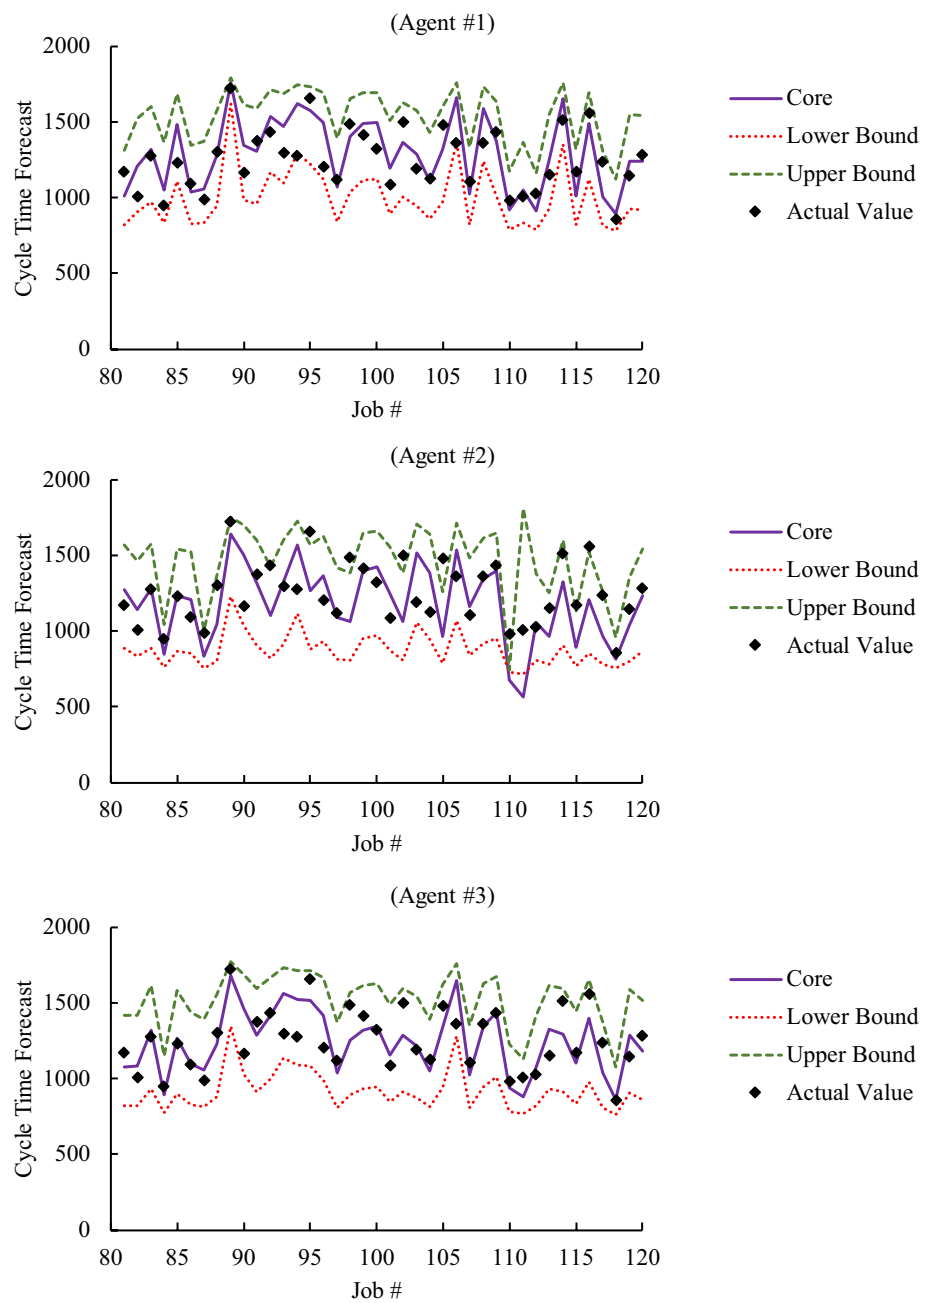 (Agent #1)
2000
1500
1000
500
0
Cycle Time Forecast
80 85 90 95 100 105 110 115 120
Job #
Core
Lower Bound
Upper Bound
Actual Value
(Agent #2)
2000
1500
1000
500
0
Cycle Time Forecast
80 85 90 95 100 105 110 115 120
Job #
Core
Lower Bound
Upper Bound
Actual Value
(Agent #3)
2000
1500
1000
500
0
Cycle Time Forecast
80 85 90 95 100 105 110 115 120
Job #
Core
Lower Bound
Upper Bound
Actual Value